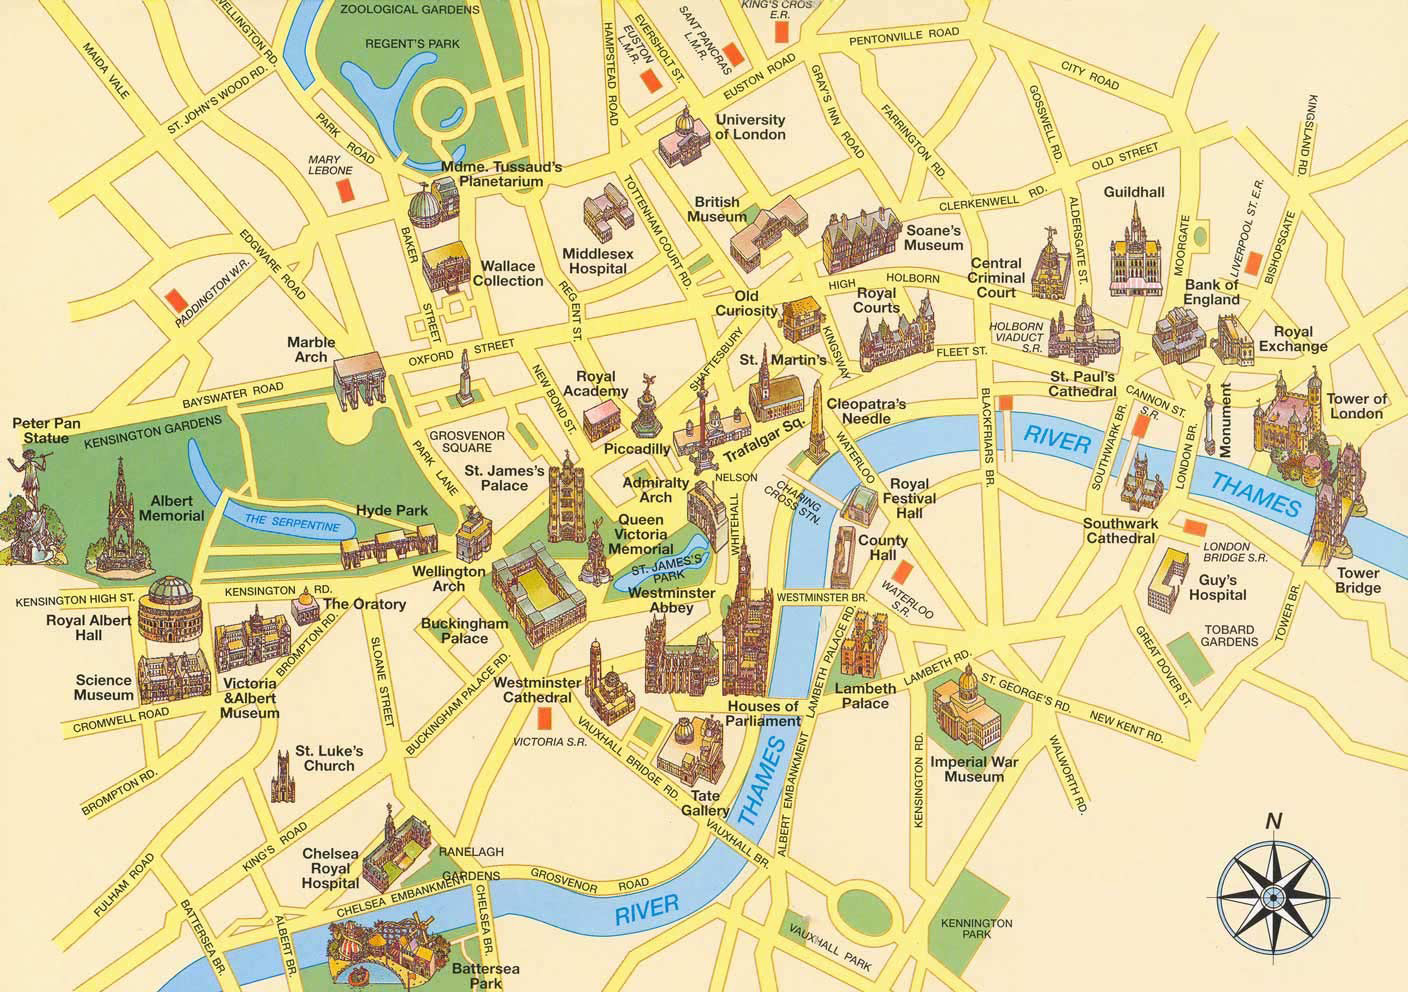 ZOOLOGICAL GARDENS
REGENT'S PARK
KING'S CROS
E.R.
SANT PANCRAS
L.M.R.
EVERSHOLT ST.
EUSTON
L.M.R.
HAMPSTEAD ROAD
WELLINGTON RD.
MAIDA VALE
ST. JOHN'S WOOD RD.
PARK ROAD
EUSTON ROAD
PENTONVILLE ROAD
CITY ROAD
GRAY'S INN ROAD
FARRINGTON RD.
GOSSWELL RD.
OLD STREET
KINGSLAND RD.
University
of London
MARY
LEBONE
Mdme. Tussaud's
Planetarium
Middlesex
Hospital
TOTTENHAM COURT RD.
British
Museum
Soane's
Museum
CLERKENWELL RD.
ALDERSGATE ST.
Guildhall
MOORGATE
LIVERPOOL ST. E.R.
BISHOPSGATE
EDGWARE ROAD
PADDINGTON W.R.
BAKER
STREET
Wallace
Collection
REGENT ST.
HIGH HOLBORN
Central
Criminal
Court
Bank of
England
Royal
Exchange
Old
Curiosity
Royal
Courts
KINGSWAY
SHAFTESBURY
HOLBORN
VIADUCT
S.R.
FLEET ST.
St. Paul's
Cathedral
Marble
Arch
OXFORD STREET
BAYSWATER ROAD
NEW BOND ST.
Royal
Academy
St. Martin's
Cleopatra's
Needle
Trafalgar Sq.
Piccadilly
CANNON ST.
S.R.
Monument
Tower of
London
BLACKFRIARS BR.
SOUTHWARK BR.
LONDON BR.
RIVER
THAMES
Peter Pan
Statue
KENSINGTON GARDENS
Albert
Memorial
THE SERPENTINE
Hyde Park
PARK LANE
GROSVENOR
SQUARE
St. James's
Palace
Admiralty
Arch
NELSON
WHITEHALL
CHARING
CROSS STN.
WATERLOO
Royal
Festival
Hall
County
Hall
WATERLOO
S.R.
Southwark
Cathedral
LONDON
BRIDGE S.R.
Guy's
Hospital
Tower
Bridge
TOWER BR.
TOBARD
GARDENS
GREAT DOVER ST.
Wellington
Arch
Queen
Victoria
Memorial
ST. JAMES'S
PARK
Westminster
Abbey
WESTMINSTER BR.
Buckingham
Palace
KENSINGTON HIGH ST.
KENSINGTON RD.
The Oratory
Royal Albert
Hall
BROMPTON RD.
Science
Museum
Victoria
&Albert
Museum
CROMWELL ROAD
SLOANE STREET
BUCKINGHAM PALACE RD.
Westminster
Cathedral
VICTORIA S.R.
VAUXHALL BRIDGE RD.
Houses of
Parliament
LAMBETH PALACE RD.
Lambeth
Palace
LAMBETH RD.
ST. GEORGE'S RD.
NEW KENT RD.
WALWORTH RD.
Imperial War
Museum
KENSINGTON RD.
Tate
Gallery
THAMES
ALBERT EMBANKMENT
VAUXHALL BR.
St. Luke's
Church
BROMPTON RD.
KING'S ROAD
FULHAM ROAD
Chelsea
Royal
Hospital
RANELAGH
GARDENS
CHELSEA EMBANKMENT
GROSVENOR ROAD
RIVER
CHELSEA BR.
BATTERSEA BR.
ALBERT BR.
Battersea
Park
VAUXHALL PARK
KENNINGTON
PARK
N